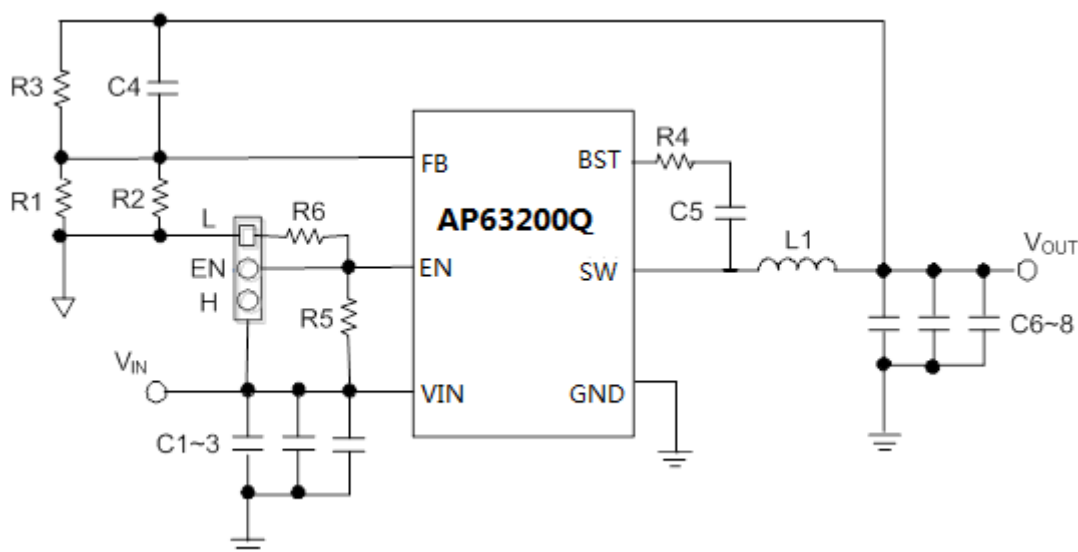 R3
C4
FB
BST
R4
R1
R2
L
R6
AP63200Q
C5
EN
EN
SW
L1
VOUT
H
R5
C6~8
VIN
VIN
GND
C1~3